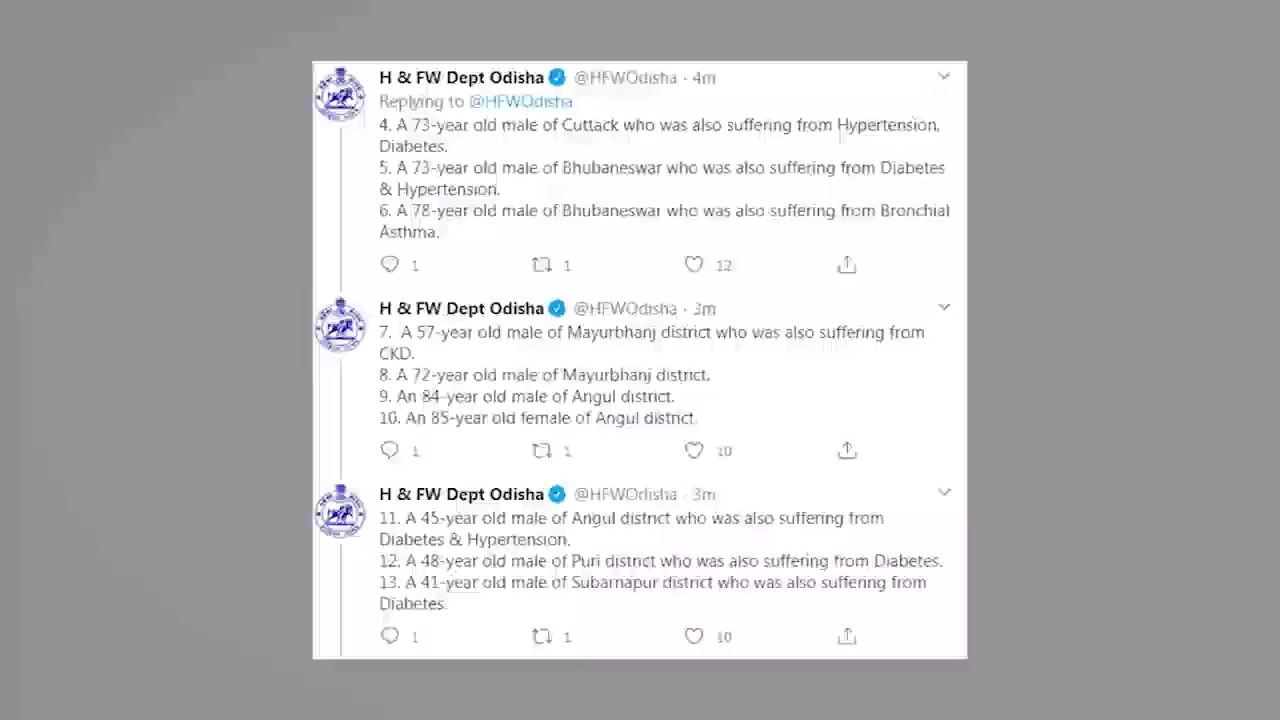 H & FW Dept Odisha @HFWOdisha · 4m
Replying to @HFWOdisha
4. A 73-year old male of Cuttack who was also suffering from Hypertension,
Diabetes.
5. A 73-year old male of Bhubaneswar who was also suffering from Diabetes
& Hypertension.
6. A 78-year old male of Bhubaneswar who was also suffering from Bronchial
Asthma.
1 1 12
H & FW Dept Odisha @HFWOdisha · 3m
7. A 57-year old male of Mayurbhanj district who was also suffering from
CKD.
8. A 72-year old male of Mayurbhanj district.
9. An 84-year old male of Angul district.
10. An 85-year old female of Angul district.
1 1 10
H & FW Dept Odisha @HFWOdisha · 3m
11. A 45-year old male of Angul district who was also suffering from
Diabetes & Hypertension.
12. A 48-year old male of Puri district who was also suffering from Diabetes.
13. A 41-year old male of Subarnapur district who was also suffering from
Diabetes.
1 1 10